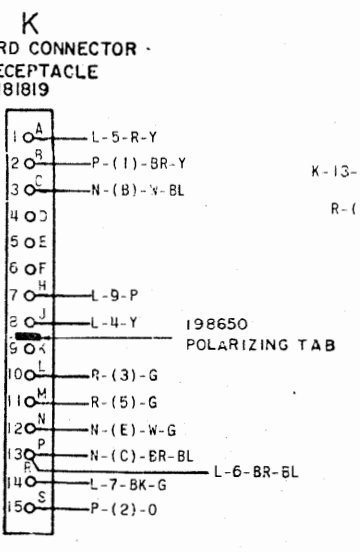 K
RD CONNECTOR -
ECEPTACLE
181819
1 A L-5-R-Y
2 B P-(1)-BR-Y
3 C N-(B)-W-BL
K-13-
4 D
R-(
5 E
6 F
7 H L-9-P
8 J L-4-Y
198650
9 K POLARIZING TAB
10 L R-(3)-G
11 M R-(5)-G
12 N N-(E)-W-G
13 P N-(C)-BR-BL
R L-6-BR-BL
14 L-7-BK-G
15 S P-(2)-O